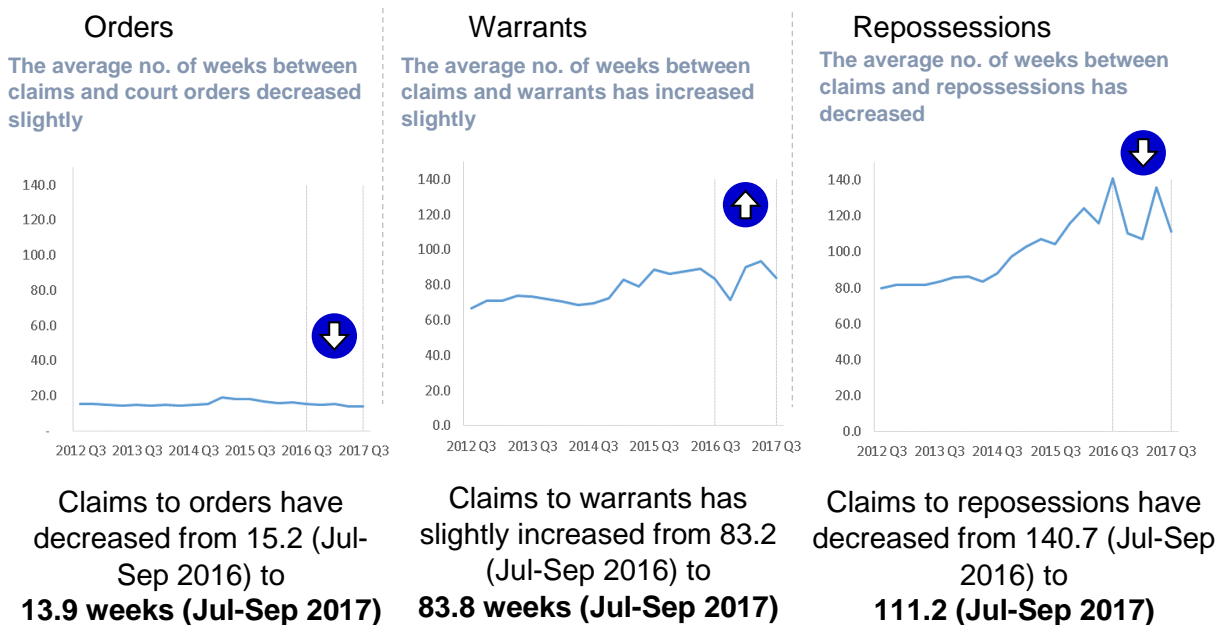 Orders
The average no. of weeks between
claims and court orders decreased
slightly
140.0
120.0
100.0
80.0
60.0
40.0
20.0
-
2012 Q3 2013 Q3 2014 Q3 2015 Q3 2016 Q3 2017 Q3
Claims to orders have
decreased from 15.2 (Jul-
Sep 2016) to
13.9 weeks (Jul-Sep 2017)
Warrants
The average no. of weeks between
claims and warrants has increased
slightly
140.0
120.0
100.0
80.0
60.0
40.0
20.0
0.0
2012 Q3 2013 Q3 2014 Q3 2015 Q3 2016 Q3 2017 Q3
Claims to warrants has
slightly increased from 83.2
(Jul-Sep 2016) to
83.8 weeks (Jul-Sep 2017)
Repossessions
The average no. of weeks between
claims and repossessions has
decreased
140.0
120.0
100.0
80.0
60.0
40.0
20.0
0.0
2012 Q3 2013 Q3 2014 Q3 2015 Q3 2016 Q3 2017 Q3
Claims to reposessions have
decreased from 140.7 (Jul-Sep
2016) to
111.2 (Jul-Sep 2017)